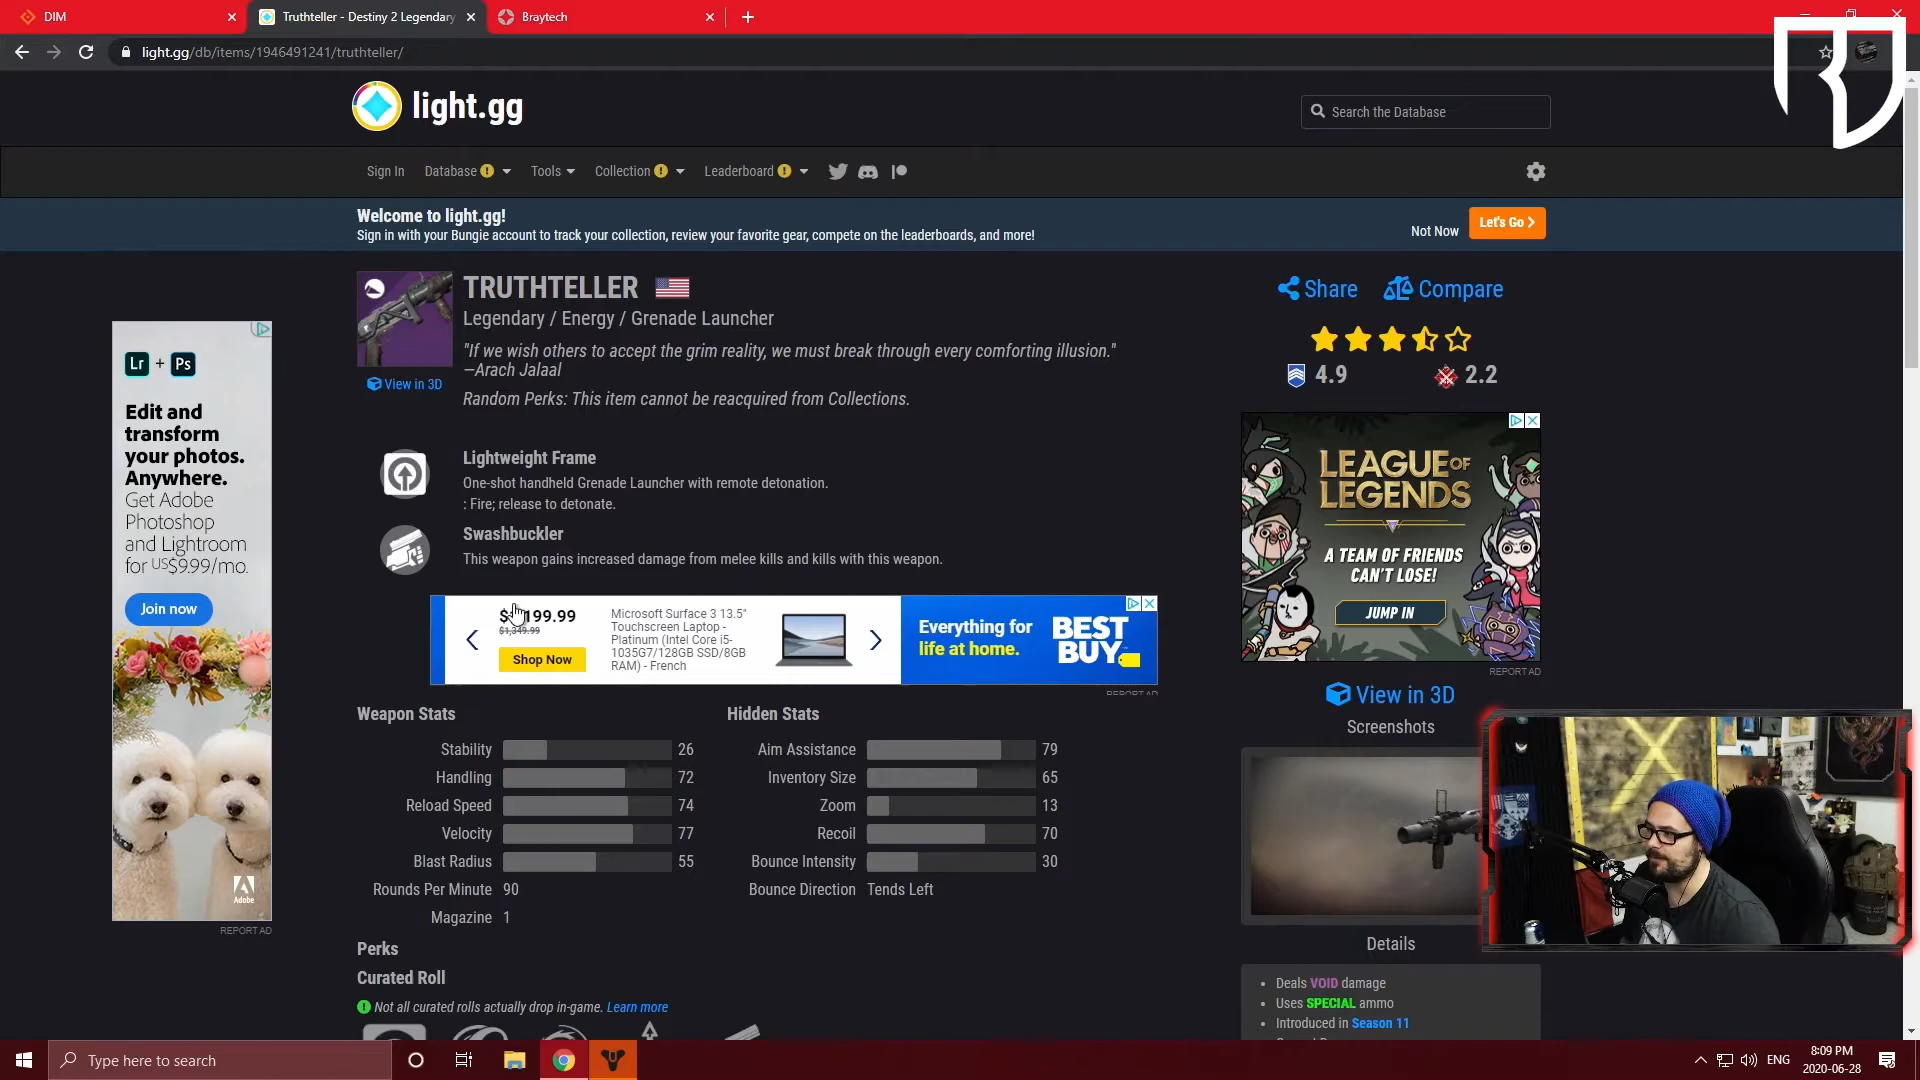 DIM
Truthteller - Destiny 2 Legendary
Braytech
light.gg/db/items/1946491241/truthteller/
light.gg
Search the Database
Sign In
Database
Tools
Collection
Leaderboard
Welcome to light.gg!
Sign in with your Bungie account to track your collection, review your favorite gear, compete on the leaderboards, and more!
Not Now
Let's Go
TRUTHTELLER
Legendary / Energy / Grenade Launcher
"If we wish others to accept the grim reality, we must break through every comforting illusion."
—Arach Jalaal
View in 3D
Random Perks: This item cannot be reacquired from Collections.
Share
Compare
4.9
2.2
Lightweight Frame
One-shot handheld Grenade Launcher with remote detonation.
: Fire; release to detonate.
Swashbuckler
This weapon gains increased damage from melee kills and kills with this weapon.
Lr + Ps
Edit and
transform
your photos.
Anywhere.
Get Adobe
Photoshop
and Lightroom
for US$9.99/mo.
Join now
Adobe
REPORT AD
199.99
$1,349.99
Shop Now
Microsoft Surface 3 13.5"
Touchscreen Laptop -
Platinum (Intel Core i5-
1035G7/128GB SSD/8GB
RAM) - French
Everything for
life at home.
BEST
BUY
REPORT AD
LEAGUE OF
LEGENDS
A TEAM OF FRIENDS
CAN'T LOSE!
JUMP IN
REPORT AD
View in 3D
Screenshots
Weapon Stats
Stability 26
Handling 72
Reload Speed 74
Velocity 77
Blast Radius 55
Rounds Per Minute 90
Magazine 1
Hidden Stats
Aim Assistance 79
Inventory Size 65
Zoom 13
Recoil 70
Bounce Intensity 30
Bounce Direction Tends Left
Perks
Curated Roll
Not all curated rolls actually drop in-game. Learn more
Details
Deals VOID damage
Uses SPECIAL ammo
Introduced in Season 11
Type here to search
ENG
8:09 PM
2020-06-28